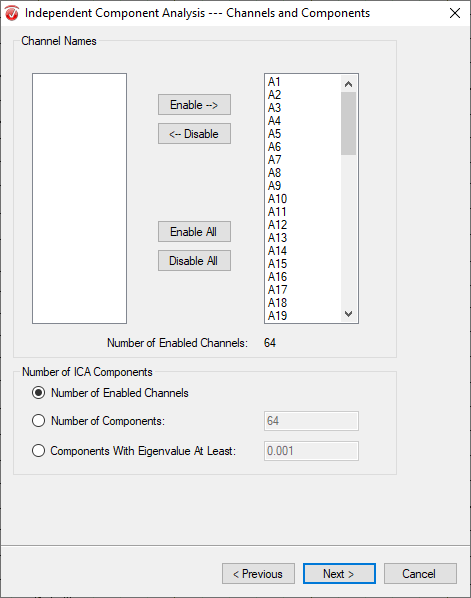 Independent Component Analysis --- Channels and Components
Channel Names
Enable -->
<-- Disable
Enable All
Disable All
A1
A2
A3
A4
A5
A6
A7
A8
A9
A10
A11
A12
A13
A14
A15
A16
A17
A18
A19
Number of Enabled Channels: 64
Number of ICA Components
Number of Enabled Channels
Number of Components: 64
Components With Eigenvalue At Least: 0.001
< Previous
Next >
Cancel